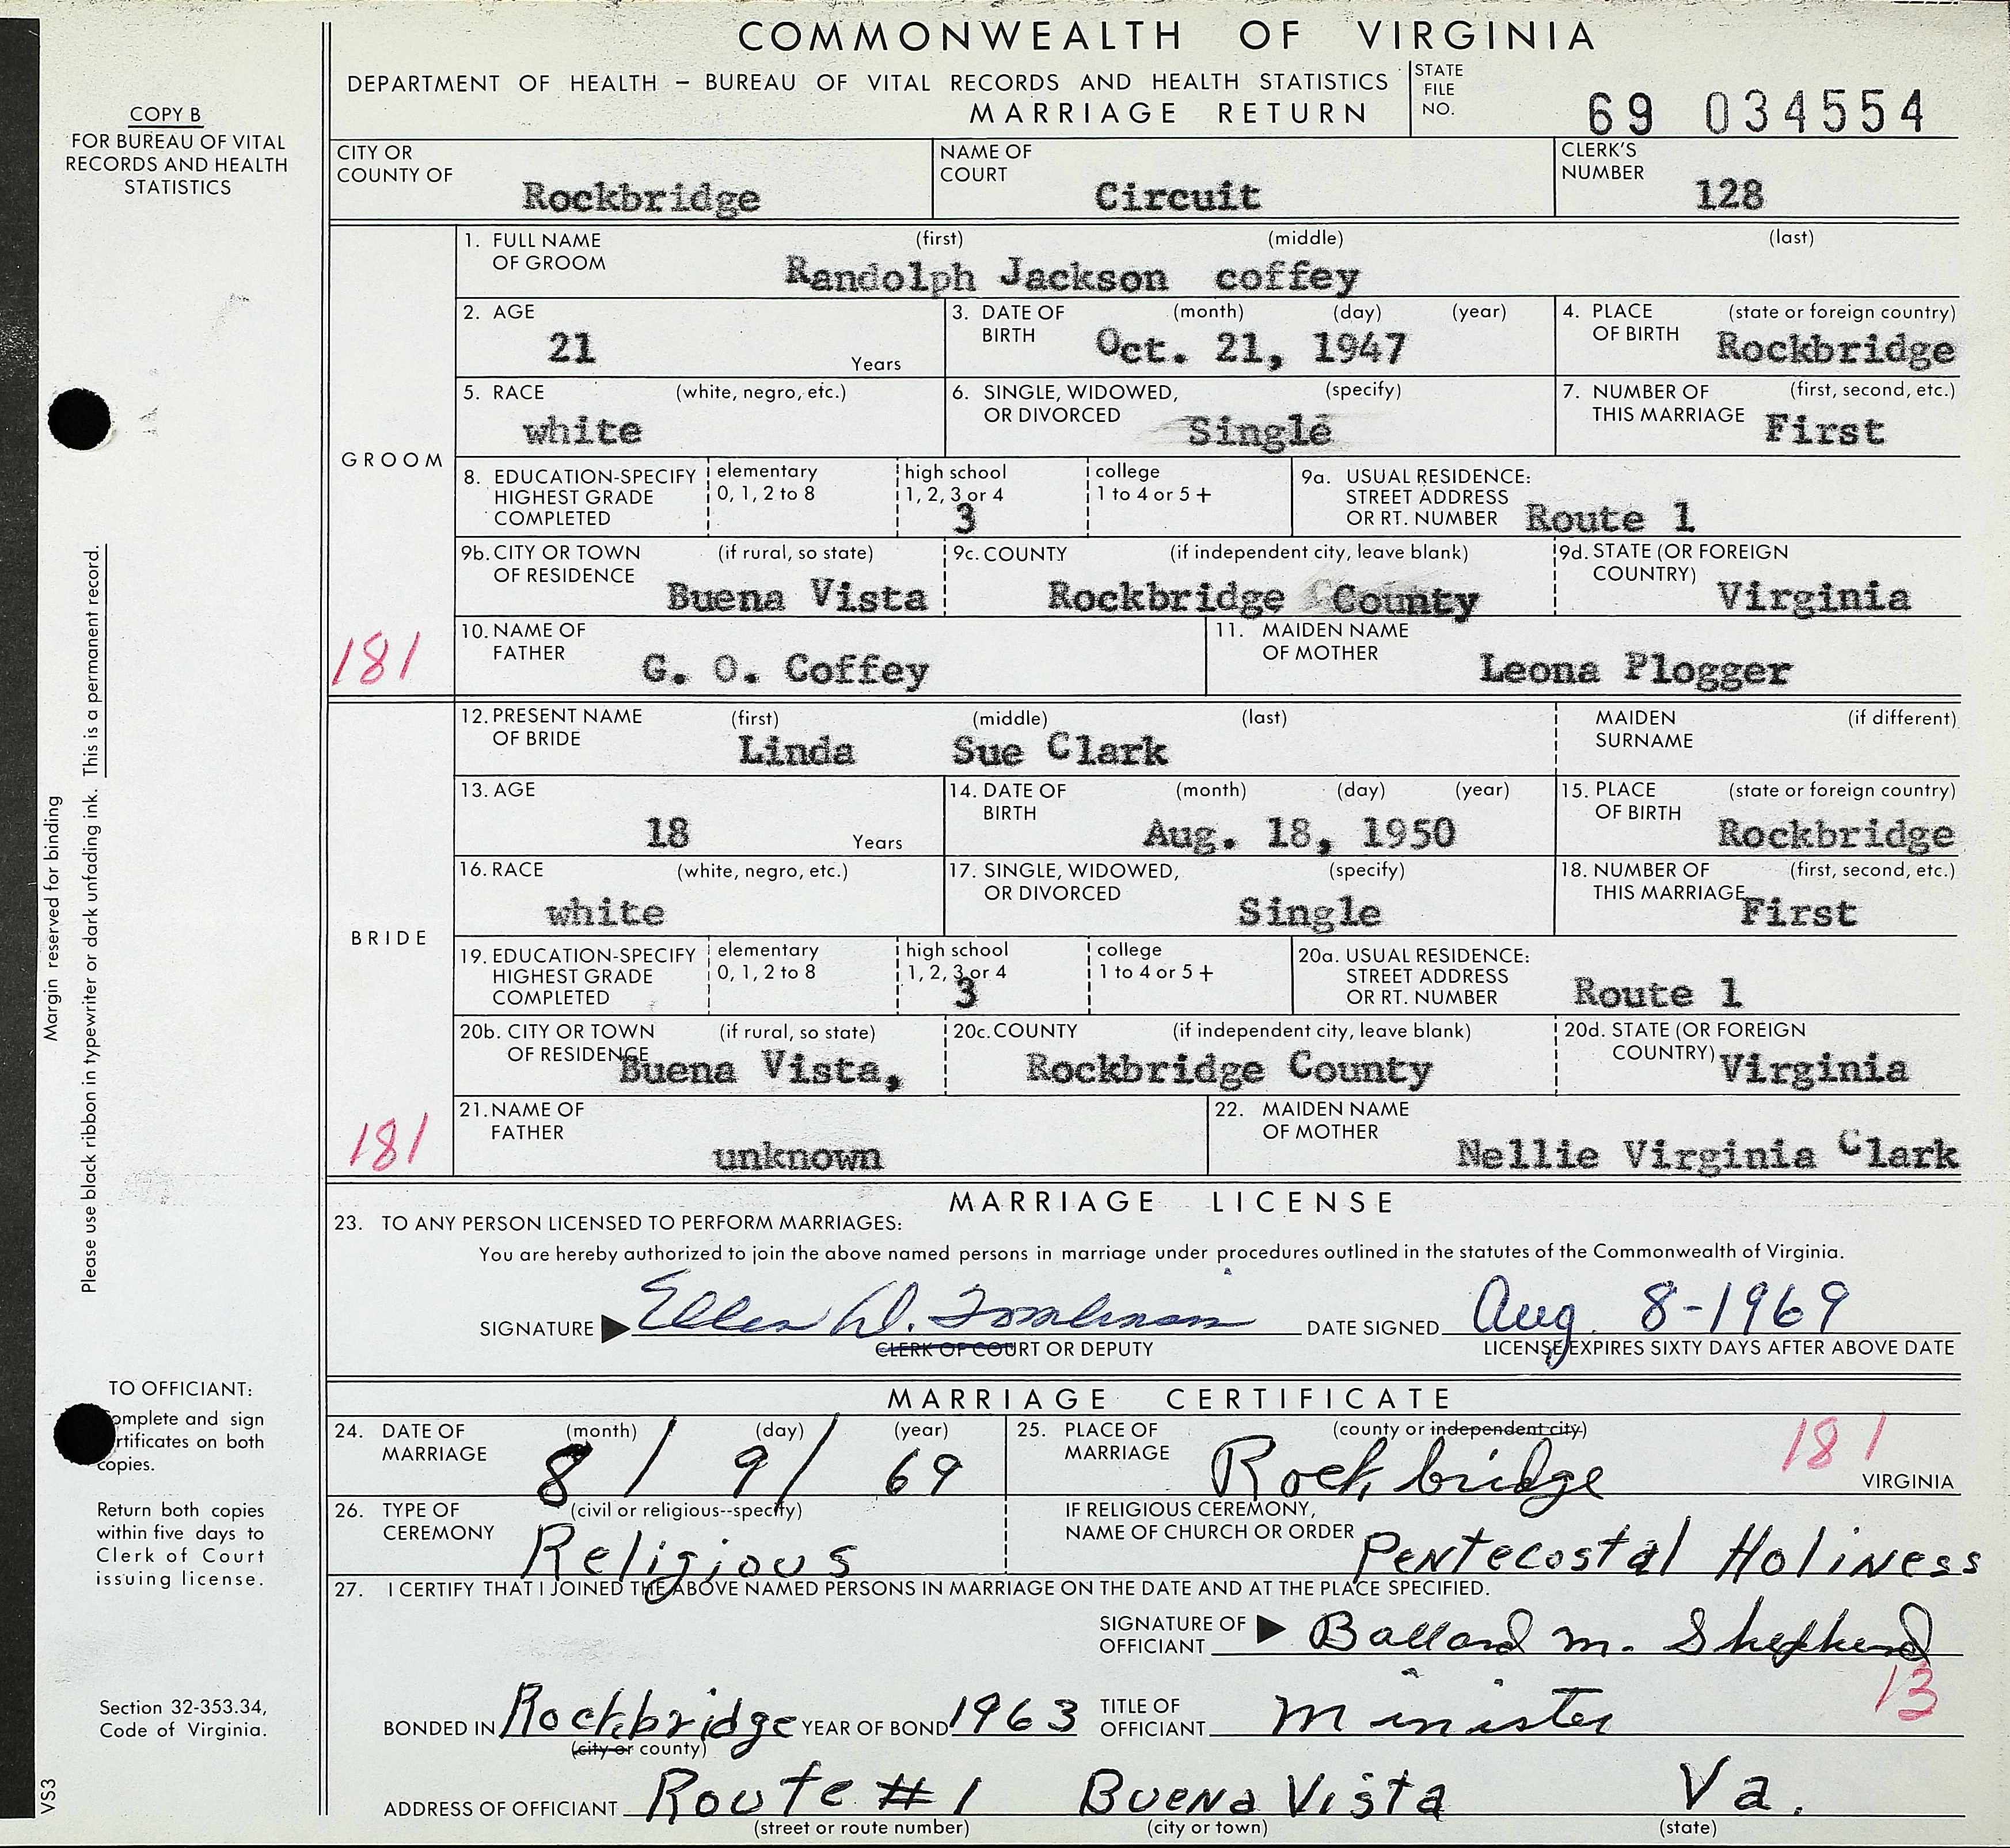 COMMONWEALTH OF VIRGINIA
DEPARTMENT OF HEALTH – BUREAU OF VITAL RECORDS AND HEALTH STATISTICS
MARRIAGE RETURN
STATE FILE NO. 69 034554
COPY B
FOR BUREAU OF VITAL
RECORDS AND HEALTH
STATISTICS
CITY OR COUNTY OF Rockbridge
NAME OF COURT Circuit
CLERK'S NUMBER 128
GROOM
1. FULL NAME OF GROOM (first) (middle) (last)
Randolph Jackson coffey
2. AGE 21 Years
3. DATE OF BIRTH (month) (day) (year) Oct. 21, 1947
4. PLACE OF BIRTH (state or foreign country) Rockbridge
5. RACE (white, negro, etc.) white
6. SINGLE, WIDOWED, OR DIVORCED (specify) Single
7. NUMBER OF THIS MARRIAGE (first, second, etc.) First
8. EDUCATION-SPECIFY HIGHEST GRADE COMPLETED
elementary 0, 1, 2 to 8
high school 1, 2, 3 or 4 3
college 1 to 4 or 5 +
9a. USUAL RESIDENCE: STREET ADDRESS OR RT. NUMBER Route 1
9b. CITY OR TOWN OF RESIDENCE (if rural, so state) Buena Vista
9c. COUNTY (if independent city, leave blank) Rockbridge County
9d. STATE (OR FOREIGN COUNTRY) Virginia
181
10. NAME OF FATHER G. O. Coffey
11. MAIDEN NAME OF MOTHER Leona Plogger
BRIDE
12. PRESENT NAME OF BRIDE (first) (middle) (last)
Linda Sue Clark
MAIDEN SURNAME (if different)
13. AGE 18 Years
14. DATE OF BIRTH (month) (day) (year) Aug. 18, 1950
15. PLACE OF BIRTH (state or foreign country) Rockbridge
16. RACE (white, negro, etc.) white
17. SINGLE, WIDOWED, OR DIVORCED (specify) Single
18. NUMBER OF THIS MARRIAGE (first, second, etc.) First
19. EDUCATION-SPECIFY HIGHEST GRADE COMPLETED
elementary 0, 1, 2 to 8
high school 1, 2, 3 or 4 3
college 1 to 4 or 5 +
20a. USUAL RESIDENCE: STREET ADDRESS OR RT. NUMBER Route 1
20b. CITY OR TOWN OF RESIDENCE (if rural, so state) Buena Vista,
20c. COUNTY (if independent city, leave blank) Rockbridge County
20d. STATE (OR FOREIGN COUNTRY) Virginia
181
21. NAME OF FATHER unknown
22. MAIDEN NAME OF MOTHER Nellie Virginia Clark
MARRIAGE LICENSE
23. TO ANY PERSON LICENSED TO PERFORM MARRIAGES:
You are hereby authorized to join the above named persons in marriage under procedures outlined in the statutes of the Commonwealth of Virginia.
SIGNATURE Ellen W. Tomlinson DATE SIGNED Aug. 8-1969
CLERK OF COURT OR DEPUTY
LICENSE EXPIRES SIXTY DAYS AFTER ABOVE DATE
MARRIAGE CERTIFICATE
24. DATE OF MARRIAGE (month) (day) (year) 8/9/69
25. PLACE OF MARRIAGE (county or independent city) Rockbridge 181 VIRGINIA
26. TYPE OF CEREMONY (civil or religious--specify) Religious
IF RELIGIOUS CEREMONY, NAME OF CHURCH OR ORDER Pentecostal Holiness
27. I CERTIFY THAT I JOINED THE ABOVE NAMED PERSONS IN MARRIAGE ON THE DATE AND AT THE PLACE SPECIFIED.
SIGNATURE OF OFFICIANT Ballard M. Shepherd
13
BONDED IN Rockbridge YEAR OF BOND 1963 TITLE OF OFFICIANT Minister
(city or county)
ADDRESS OF OFFICIANT Route #1 Buena Vista Va.
(street or route number) (city or town) (state)
Margin reserved for binding
Please use black ribbon in typewriter or dark unfading ink. This is a permanent record.
TO OFFICIANT:
omplete and sign
rtificates on both
copies.
Return both copies
within five days to
Clerk of Court
issuing license.
Section 32-353.34,
Code of Virginia.
VS3